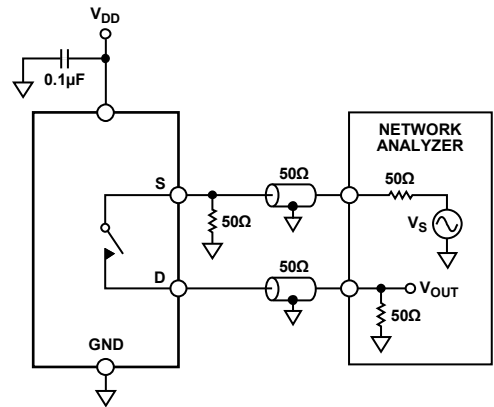 VDD
0.1µF
NETWORK
ANALYZER
S
50Ω
50Ω
50Ω
VS
D
50Ω
VOUT
50Ω
GND